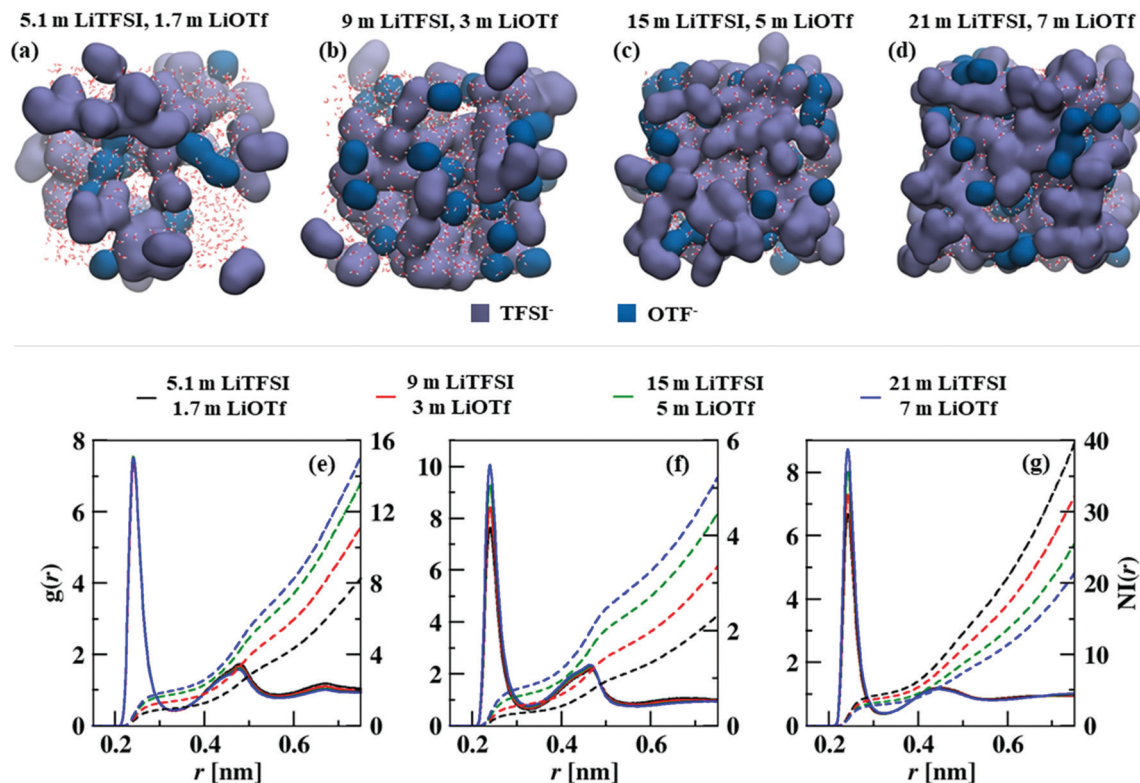 5.1 m LiTFSI, 1.7 m LiOTf
9 m LiTFSI, 3 m LiOTf
15 m LiTFSI, 5 m LiOTf
21 m LiTFSI, 7 m LiOTf
(a)
(b)
(c)
(d)
TFSI-
OTF-
5.1 m LiTFSI
1.7 m LiOTf
9 m LiTFSI
3 m LiOTf
15 m LiTFSI
5 m LiOTf
21 m LiTFSI
7 m LiOTf
g(r)
8
6
4
2
0
(e)
16
12
8
4
0
0.2
0.4
0.6
r [nm]
10
8
6
4
2
0
(f)
6
4
2
0
0.2
0.4
0.6
r [nm]
8
6
4
2
0
(g)
40
30
20
10
0
NI(r)
0.2
0.4
0.6
r [nm]